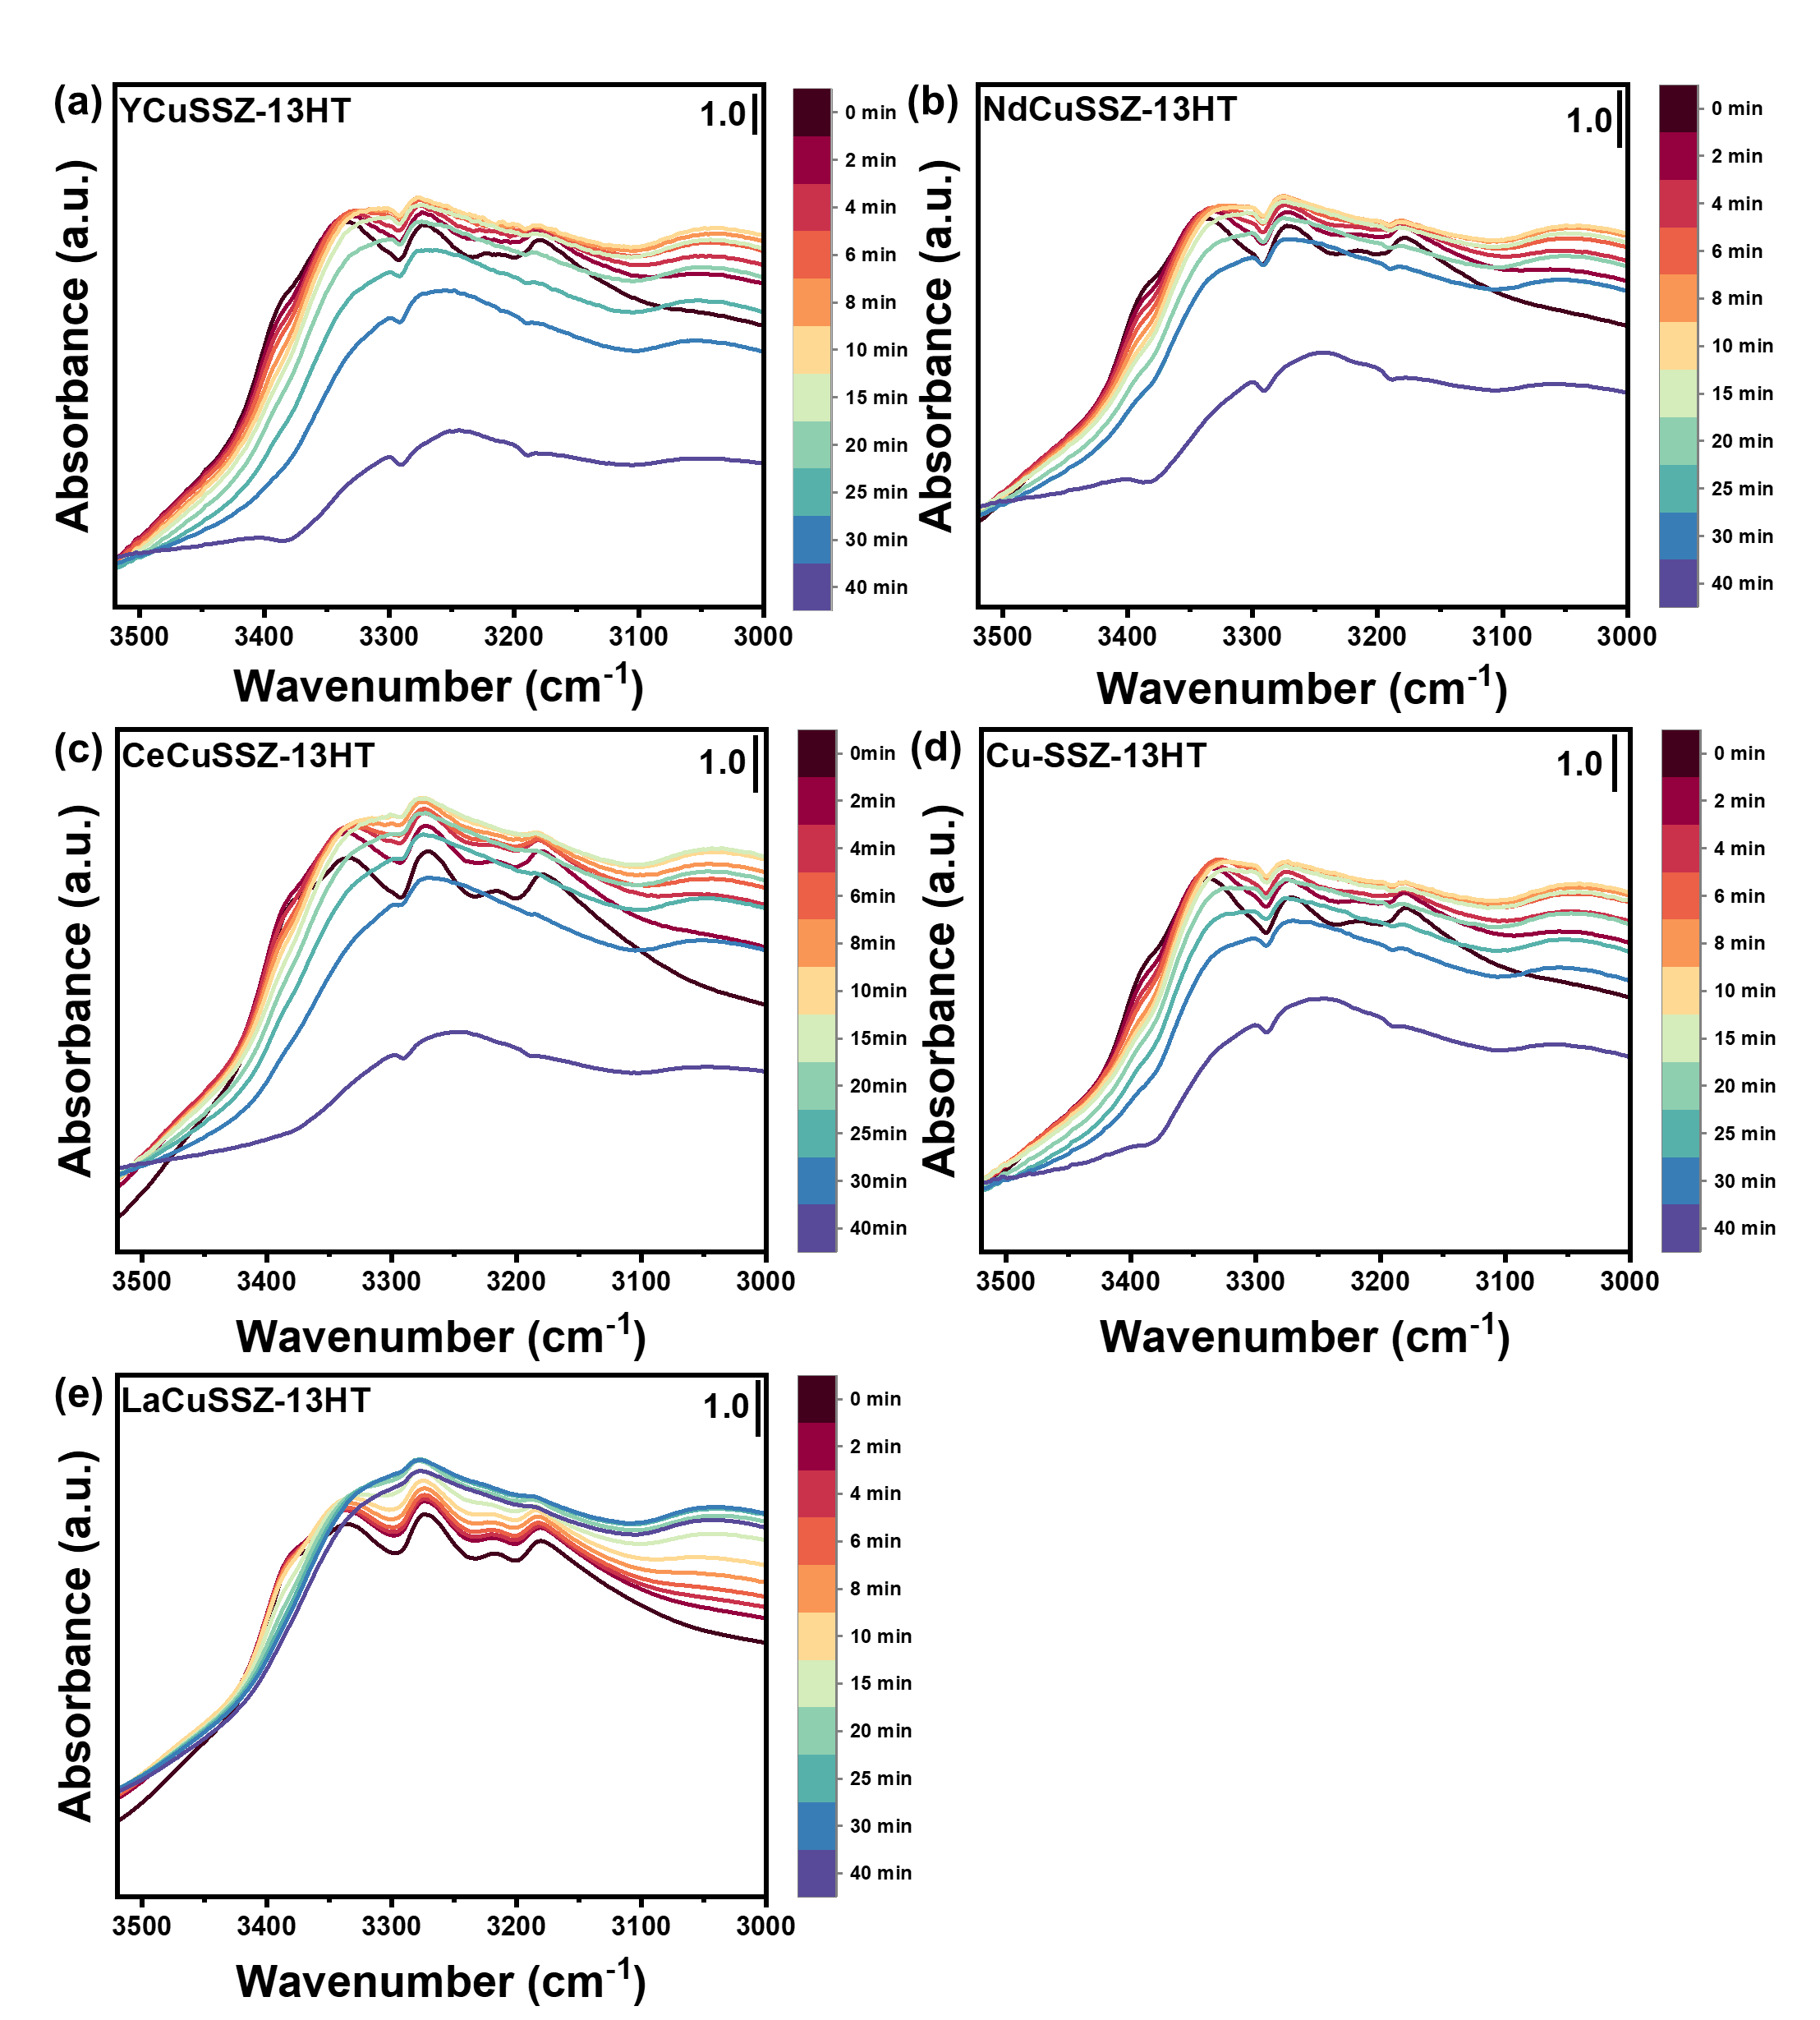 (a)
YCuSSZ-13HT
1.0
Absorbance (a.u.)
3500 3400 3300 3200 3100 3000
Wavenumber (cm-1)
0 min
2 min
4 min
6 min
8 min
10 min
15 min
20 min
25 min
30 min
40 min
(b)
NdCuSSZ-13HT
1.0
Absorbance (a.u.)
3500 3400 3300 3200 3100 3000
Wavenumber (cm-1)
0 min
2 min
4 min
6 min
8 min
10 min
15 min
20 min
25 min
30 min
40 min
(c)
CeCuSSZ-13HT
1.0
Absorbance (a.u.)
3500 3400 3300 3200 3100 3000
Wavenumber (cm-1)
0min
2min
4min
6min
8min
10min
15min
20min
25min
30min
40min
(d)
Cu-SSZ-13HT
1.0
Absorbance (a.u.)
3500 3400 3300 3200 3100 3000
Wavenumber (cm-1)
0 min
2 min
4 min
6 min
8 min
10 min
15 min
20 min
25 min
30 min
40 min
(e)
LaCuSSZ-13HT
1.0
Absorbance (a.u.)
3500 3400 3300 3200 3100 3000
Wavenumber (cm-1)
0 min
2 min
4 min
6 min
8 min
10 min
15 min
20 min
25 min
30 min
40 min